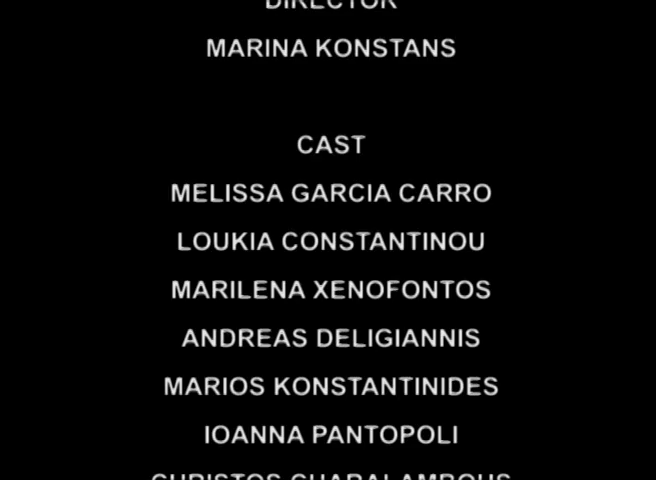 DIRECTOR
MARINA KONSTANS
CAST
MELISSA GARCIA CARRO
LOUKIA CONSTANTINOU
MARILENA XENOFONTOS
ANDREAS DELIGIANNIS
MARIOS KONSTANTINIDES
IOANNA PANTOPOLI
CHRISTOS CHARALAMBOUS